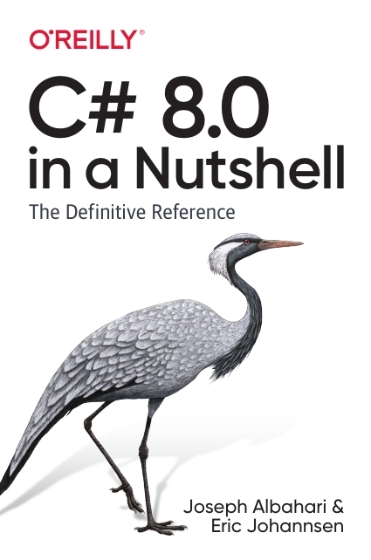 O'REILLY®
C# 8.0
in a Nutshell
The Definitive Reference
Joseph Albahari &
Eric Johannsen